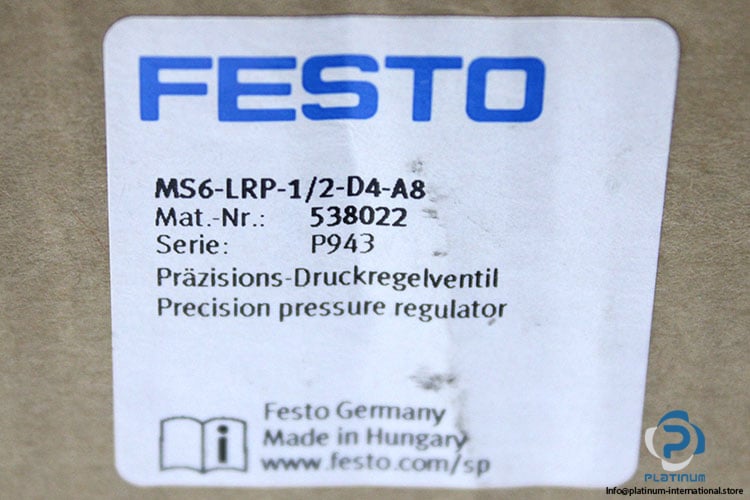 FESTO
MS6-LRP-1/2-D4-A8
Mat.-Nr.: 538022
Serie: P943
Präzisions-Druckregelventil
Precision pressure regulator
i
Festo Germany
Made in Hungary
www.festo.com/sp
P
PLATINUM
Info@platinum-international.store